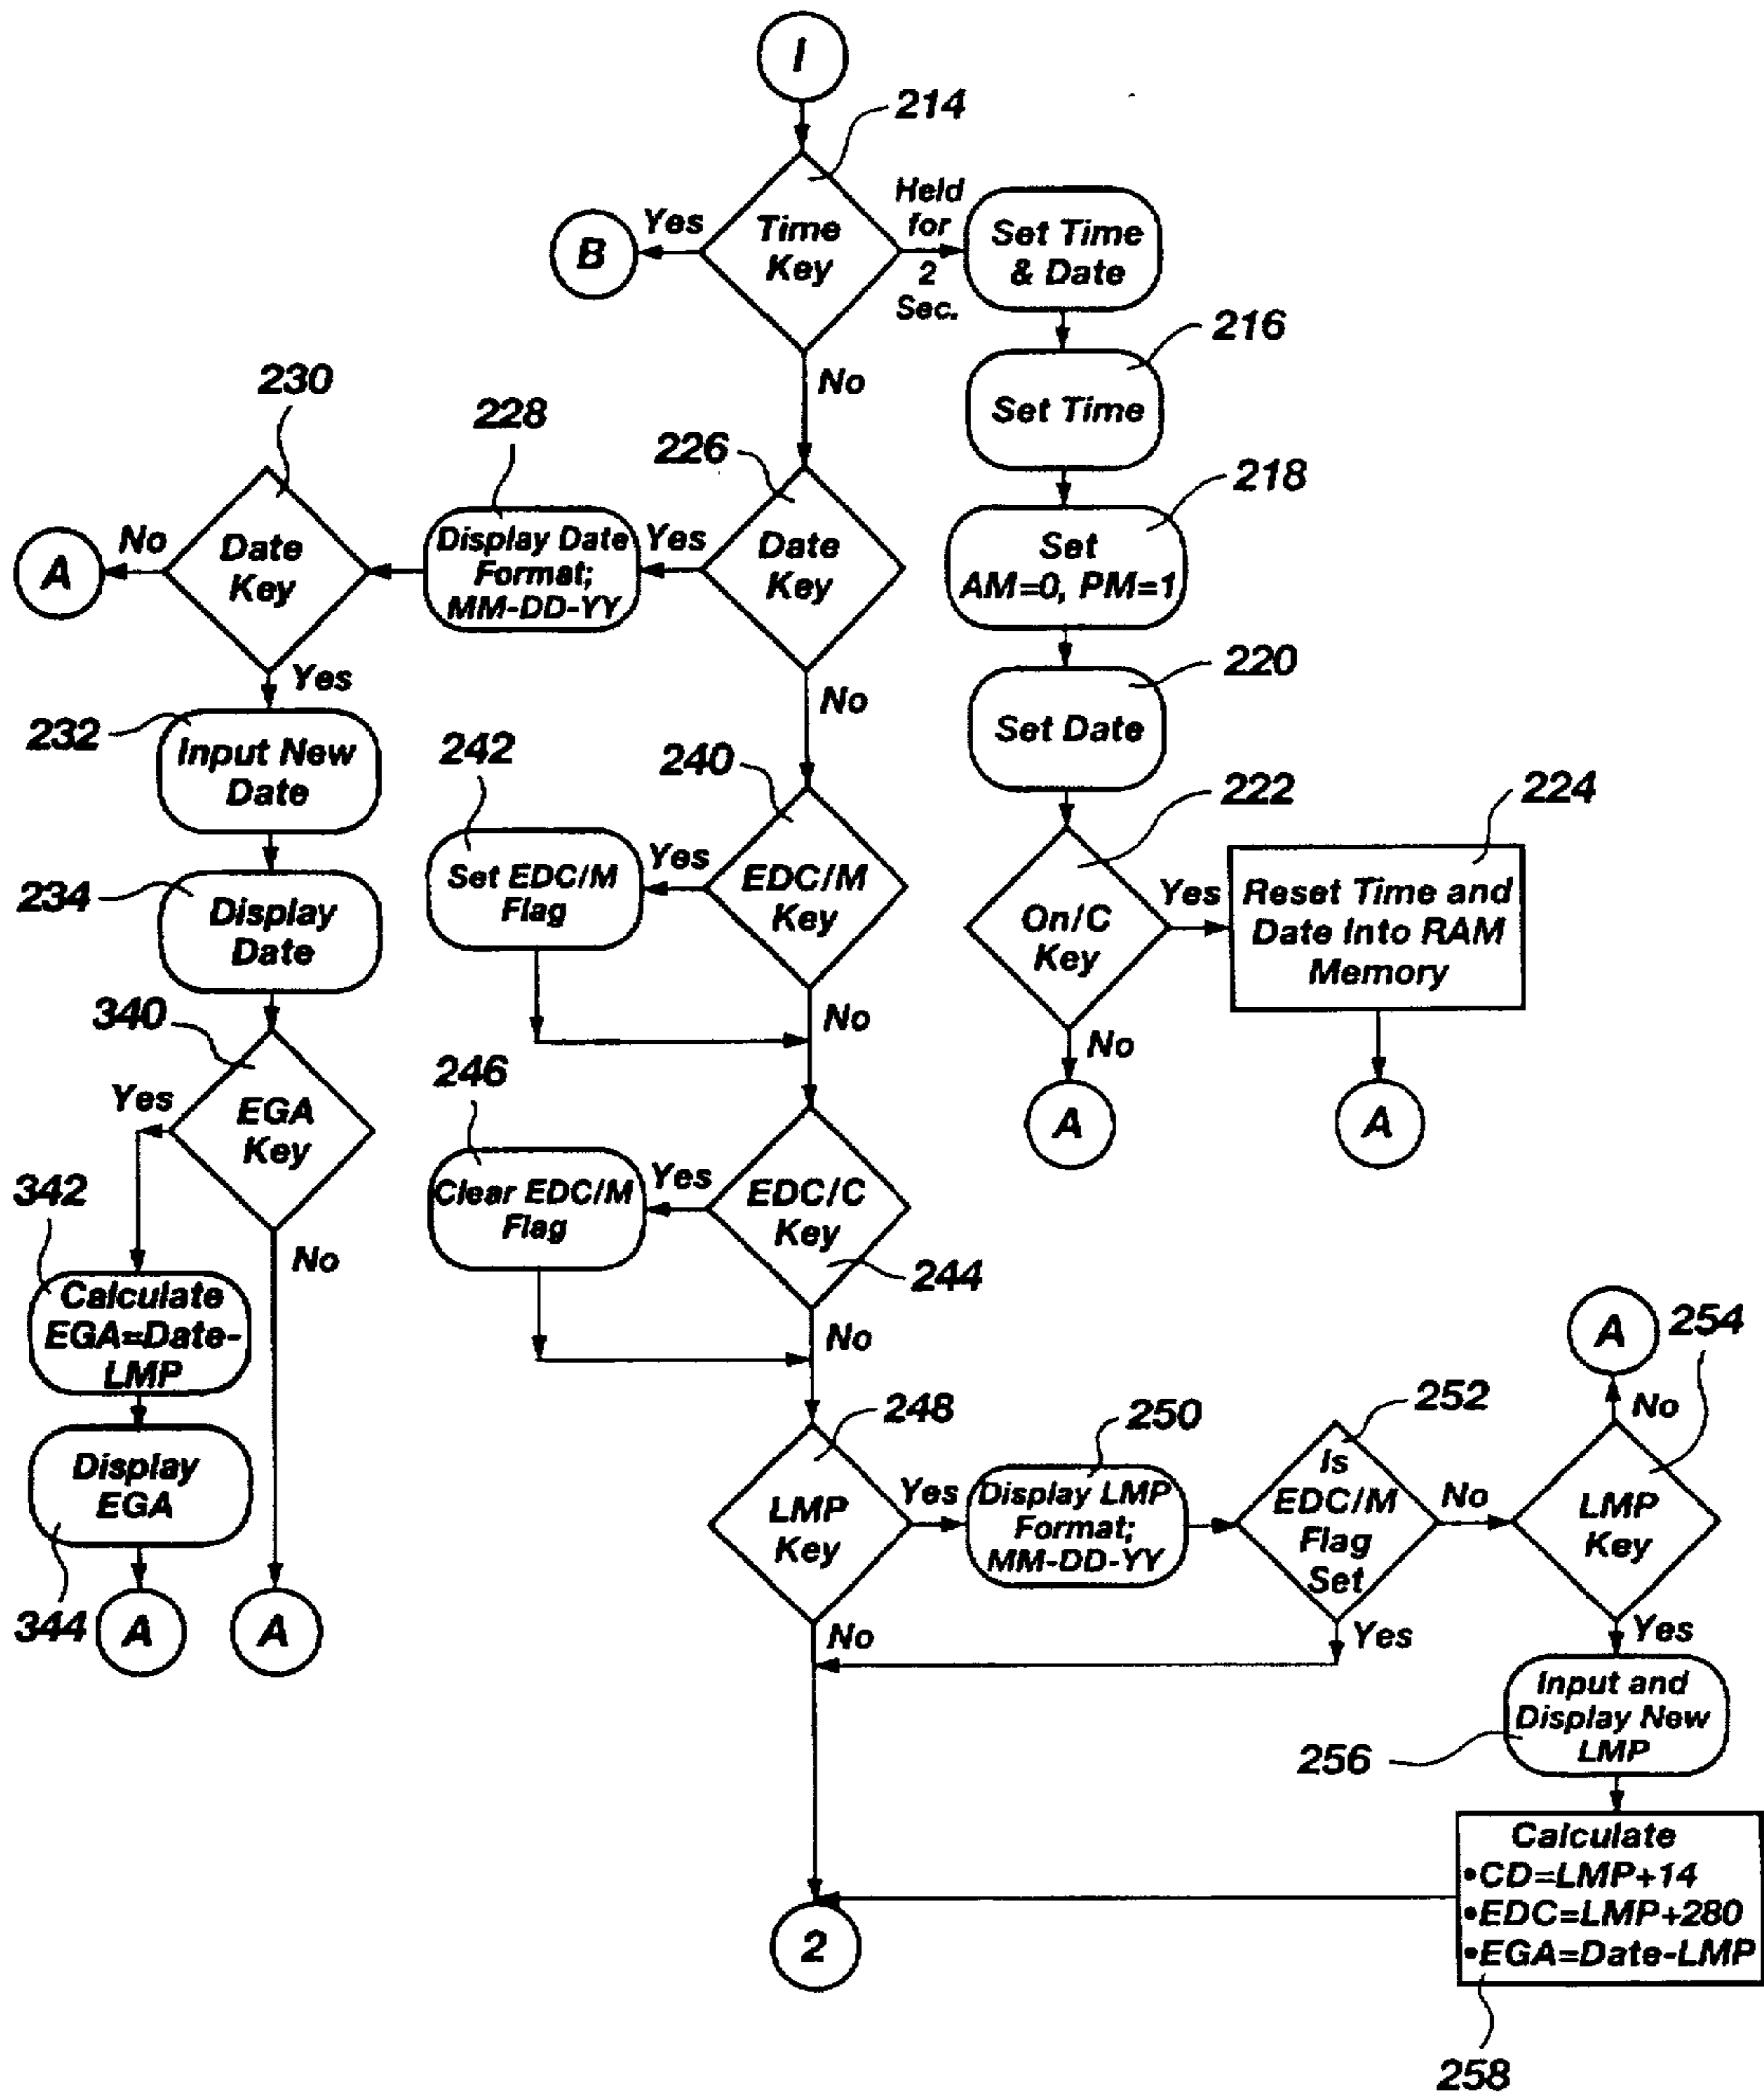 1
214
Yes
B
Time
Key
Held
for
2
Sec.
Set Time
& Date
216
Set Time
No
230
228
226
218
A
No
Date
Key
Display Date
Format;
MM-DD-YY
Yes
Date
Key
Set
AM=0, PM=1
Yes
No
220
Set Date
232
Input New
Date
242
240
222
224
234
Display
Date
Set EDC/M
Flag
Yes
EDC/M
Key
On/C
Key
Yes
Reset Time and
Date Into RAM
Memory
340
No
No
A
A
Yes
EGA
Key
246
342
Clear EDC/M
Flag
Yes
EDC/C
Key
244
No
Calculate
EGA=Date-
LMP
No
A
254
No
Display
EGA
344
A
A
248
250
252
LMP
Key
Yes
Display LMP
Format;
MM-DD-YY
Is
EDC/M
Flag
Set
No
LMP
Key
No
Yes
Yes
Input and
Display New
LMP
256
Calculate
•CD=LMP+14
•EDC=LMP+280
•EGA=Date-LMP
2
258